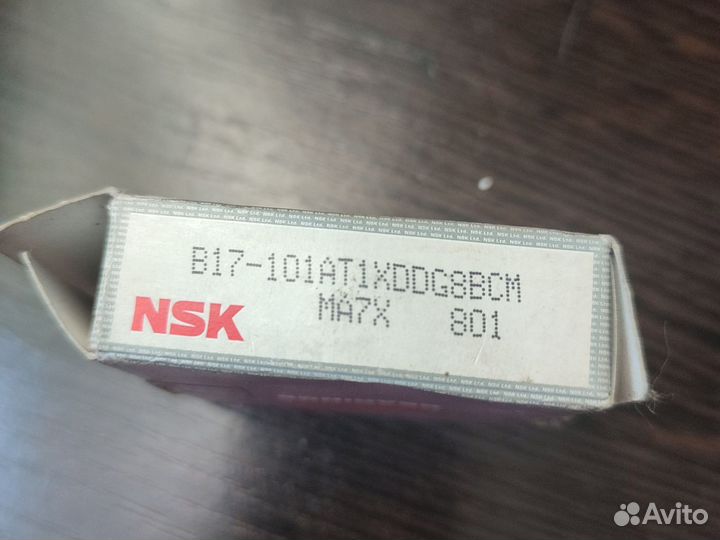 B17-101AT1XDDG8BCM
NSK
MA7X 801
Avito